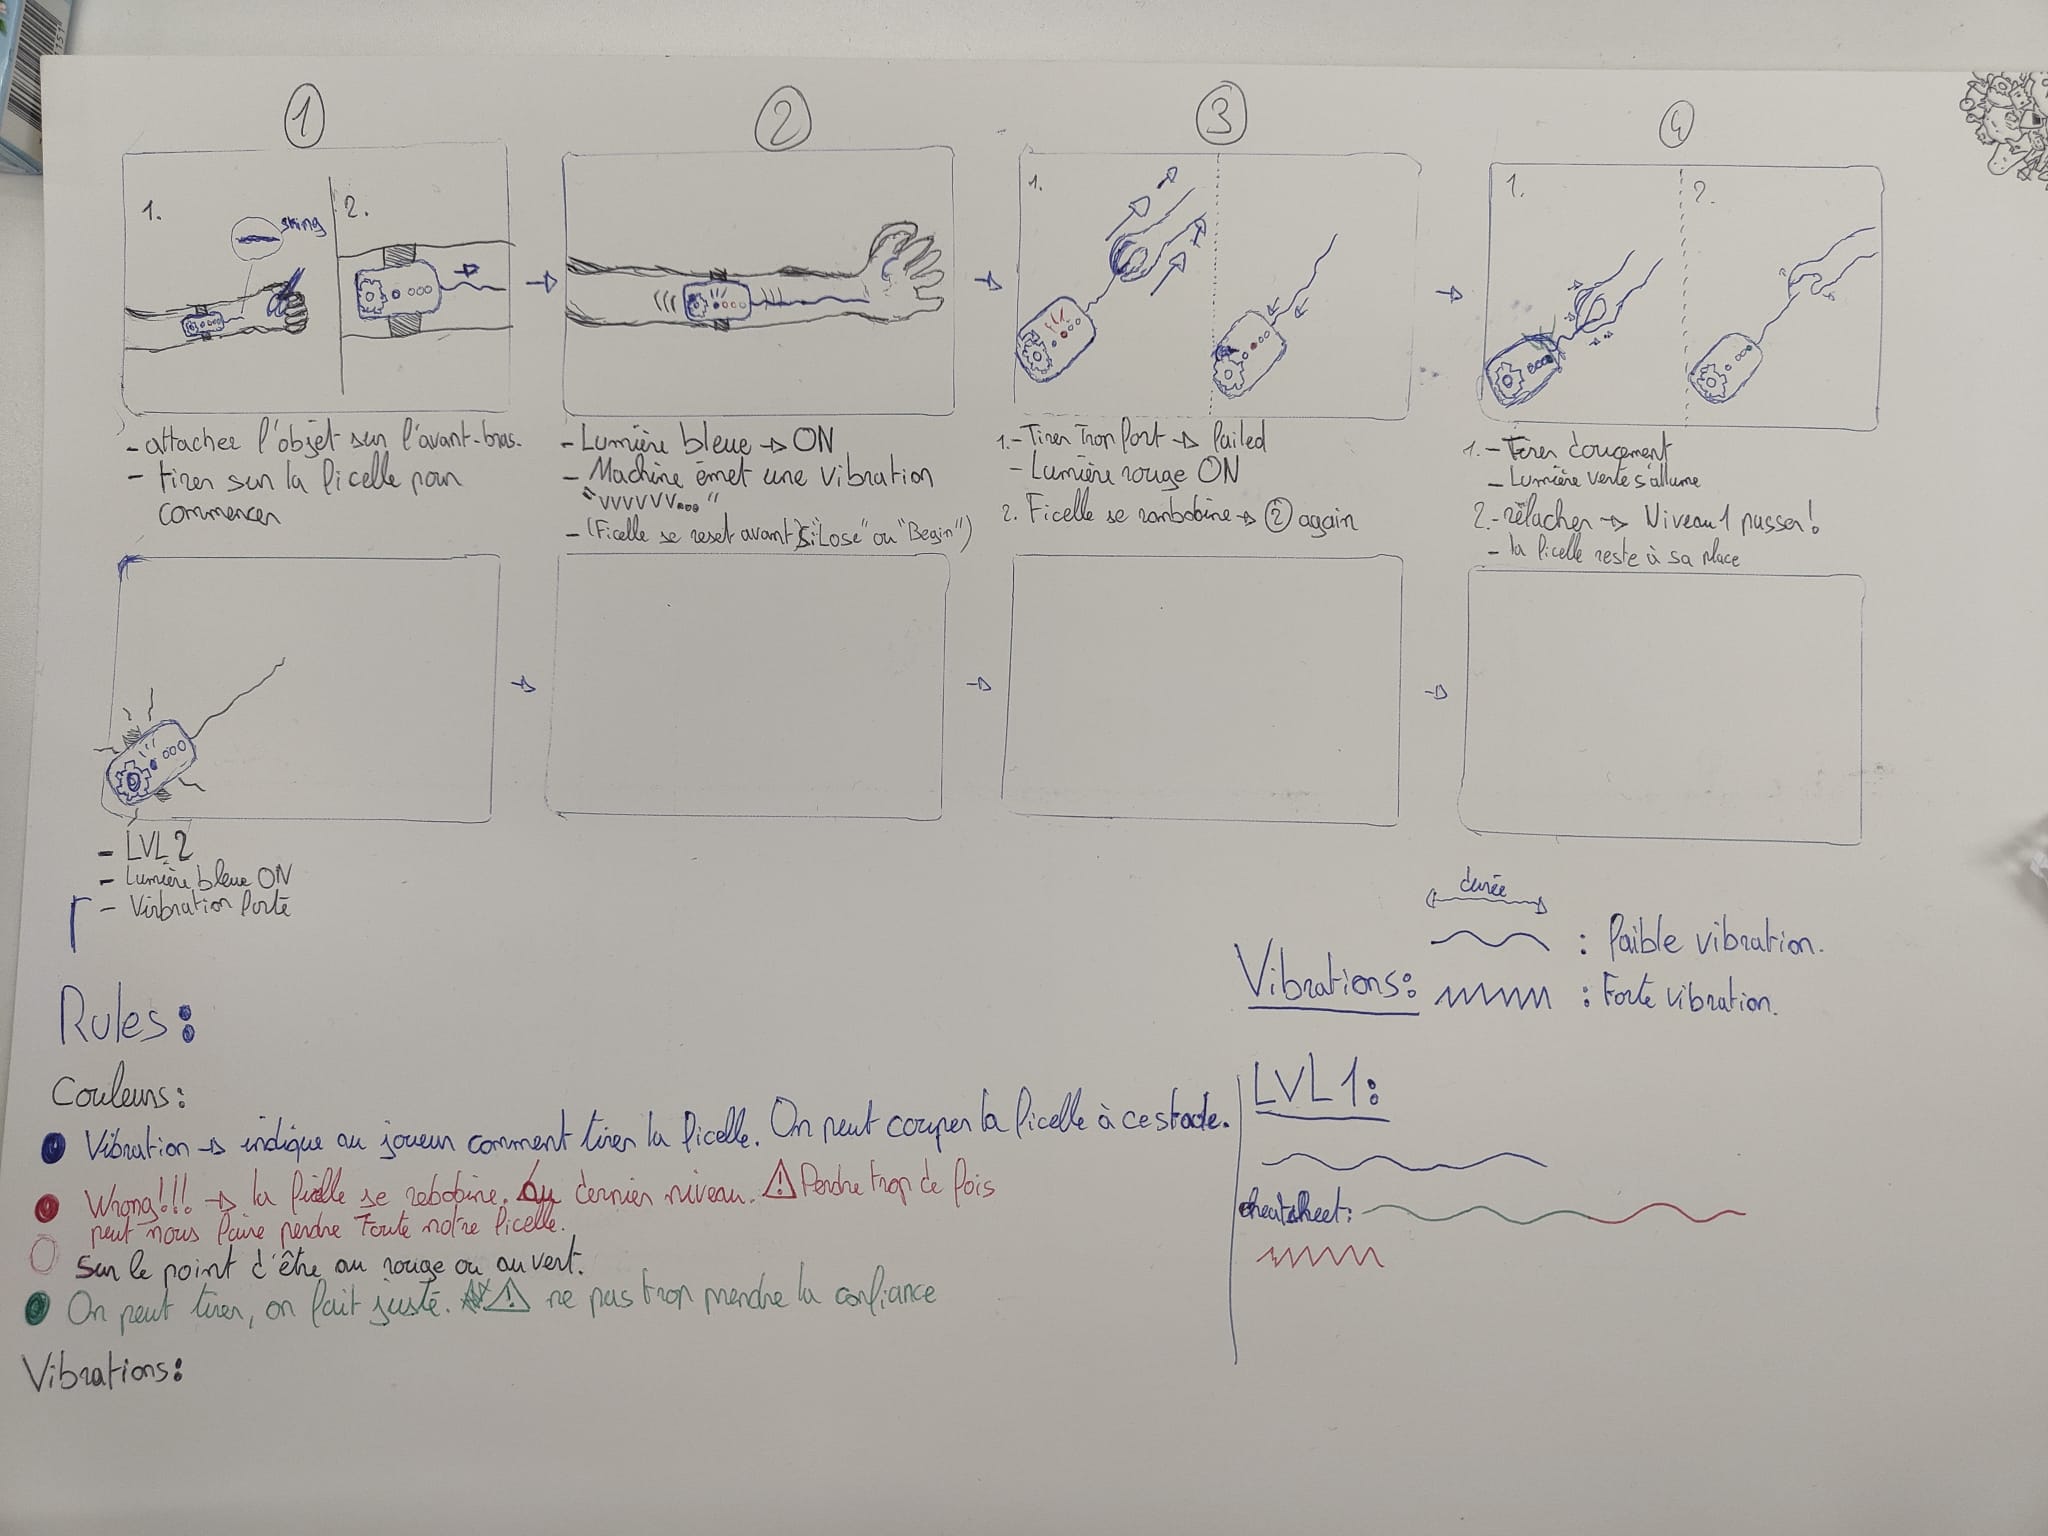 1
2
3
4
1.
string
2.
1.
1.
2.
- attacher l'objet sur l'avant-bras.
- tirer sur la ficelle pour
commencer
- Lumière bleue → ON
- Machine émet une vibration
"vvvvvv..."
- (Ficelle se reset avant si "Lose" ou "Begin")
1.- Tirer Trop fort → failed
- Lumière rouge ON
2. Ficelle se rambobine → 2 again
1.- Tirer doucement
- Lumière verte s'allume
2.- relacher → Niveau 1 passer!
- la ficelle reste à sa place
- LVL 2
- Lumière bleue ON
- Virbration forte
durée
: faible vibration.
Vibrations:
: Forte vibration.
Rules:
Couleurs:
Vibration → indique au joueur comment tirer la ficelle. On peut couper la ficelle à ce stade.
Wrong!!! → la ficelle se rebobine. Au dernier niveau. ⚠ Perdre trop de fois
peut nous faire perdre Toute notre ficelle.
Sur le point d'être au rouge ou au vert.
On peut tirer, on fait juste. ⚠ ne pas trop prendre la confiance
Vibrations:
LVL 1:
cheatsheet: